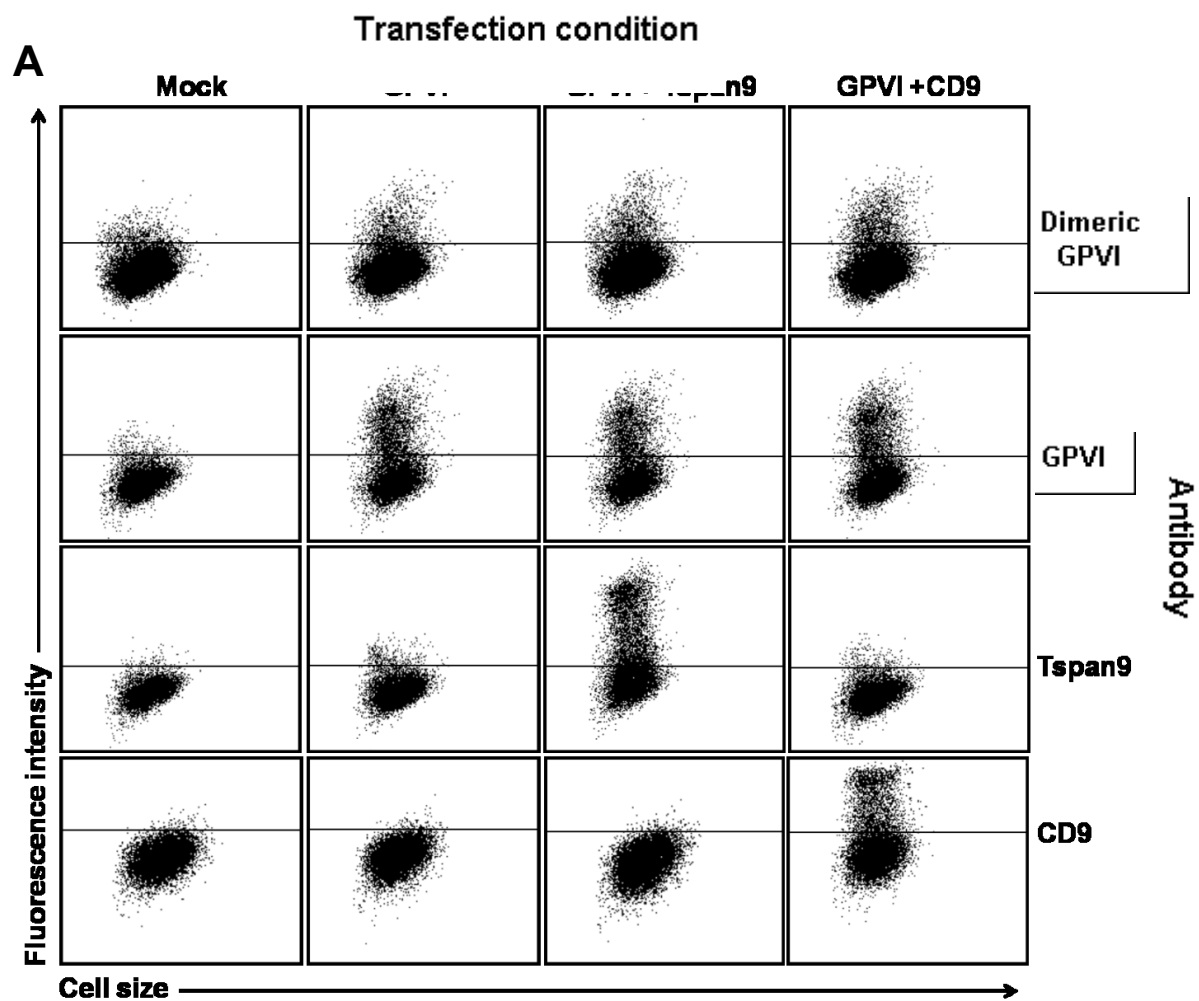 Transfection condition
A
Mock
GPVI +CD9
Dimeric
GPVI
GPVI
Tspan9
CD9
Antibody
Fluorescence intensity
Cell size